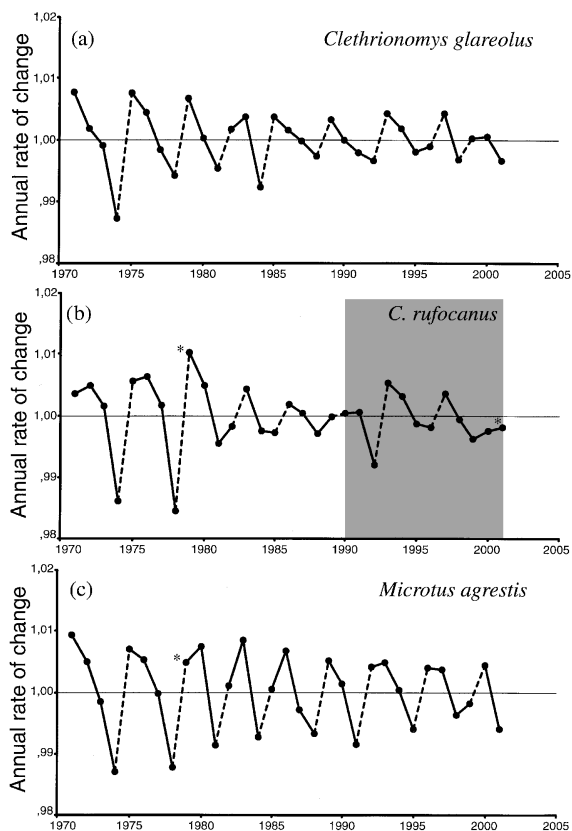 (a) Clethrionomys glareolus
Annual rate of change
1,02
1,01
1,00
,99
,98
1970 1975 1980 1985 1990 1995 2000 2005
(b) C. rufocanus
Annual rate of change
1,02
1,01
1,00
,99
,98
*
*
1970 1975 1980 1985 1990 1995 2000 2005
(c) Microtus agrestis
Annual rate of change
1,02
1,01
1,00
,99
,98
*
1970 1975 1980 1985 1990 1995 2000 2005